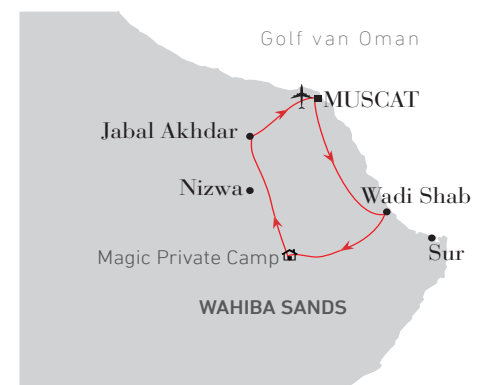 Golf van Oman
MUSCAT
Jabal Akhdar
Nizwa
Wadi Shab
Sur
Magic Private Camp
WAHIBA SANDS